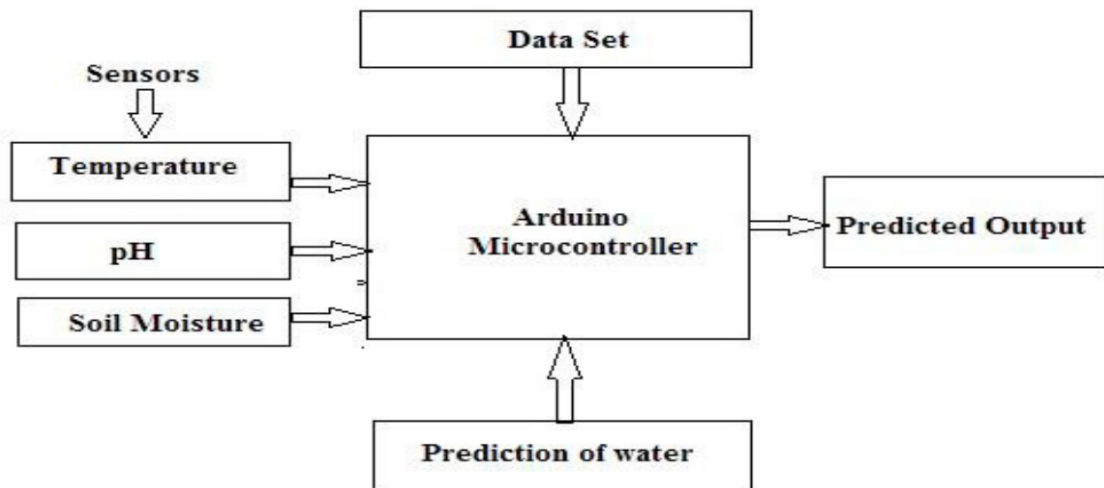 Data Set
Sensors
Temperature
pH
Soil Moisture
Arduino
Microcontroller
Predicted Output
Prediction of water